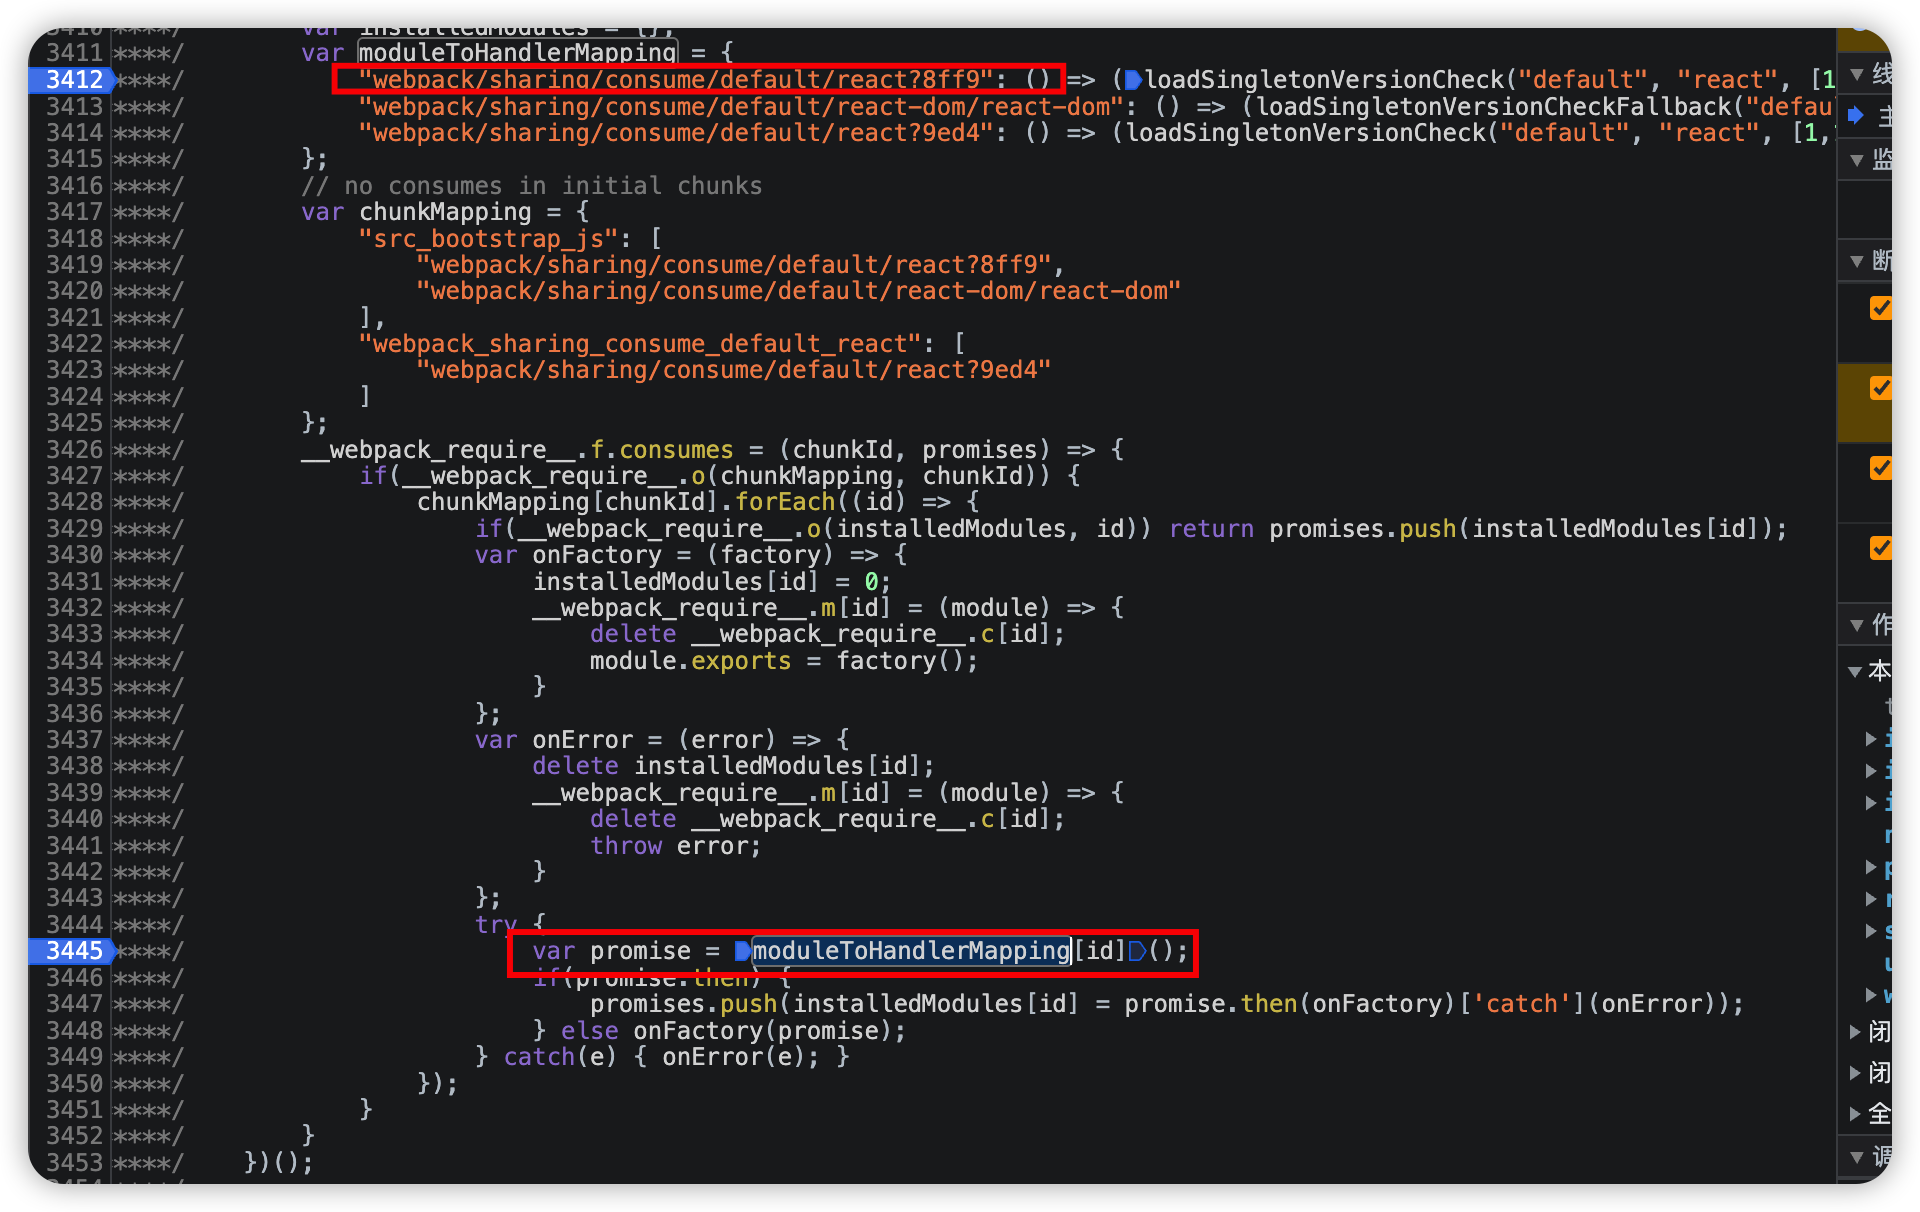 3411 ****/        var moduleToHandlerMapping = {
3412 ****/            "webpack/sharing/consume/default/react?8ff9": () => (loadSingletonVersionCheck("default", "react", [1
3413 ****/            "webpack/sharing/consume/default/react-dom/react-dom": () => (loadSingletonVersionCheckFallback("defau
3414 ****/            "webpack/sharing/consume/default/react?9ed4": () => (loadSingletonVersionCheck("default", "react", [1,
3415 ****/        };
3416 ****/        // no consumes in initial chunks
3417 ****/        var chunkMapping = {
3418 ****/            "src_bootstrap_js": [
3419 ****/                "webpack/sharing/consume/default/react?8ff9",
3420 ****/                "webpack/sharing/consume/default/react-dom/react-dom"
3421 ****/            ],
3422 ****/            "webpack_sharing_consume_default_react": [
3423 ****/                "webpack/sharing/consume/default/react?9ed4"
3424 ****/            ]
3425 ****/        };
3426 ****/        __webpack_require__.f.consumes = (chunkId, promises) => {
3427 ****/            if(__webpack_require__.o(chunkMapping, chunkId)) {
3428 ****/                chunkMapping[chunkId].forEach((id) => {
3429 ****/                    if(__webpack_require__.o(installedModules, id)) return promises.push(installedModules[id]);
3430 ****/                    var onFactory = (factory) => {
3431 ****/                        installedModules[id] = 0;
3432 ****/                        __webpack_require__.m[id] = (module) => {
3433 ****/                            delete __webpack_require__.c[id];
3434 ****/                            module.exports = factory();
3435 ****/                        }
3436 ****/                    };
3437 ****/                    var onError = (error) => {
3438 ****/                        delete installedModules[id];
3439 ****/                        __webpack_require__.m[id] = (module) => {
3440 ****/                            delete __webpack_require__.c[id];
3441 ****/                            throw error;
3442 ****/                        }
3443 ****/                    };
3444 ****/                    try {
3445 ****/                        var promise = moduleToHandlerMapping[id]();
3446 ****/                        if(promise.then) {
3447 ****/                            promises.push(installedModules[id] = promise.then(onFactory)['catch'](onError));
3448 ****/                        } else onFactory(promise);
3449 ****/                    } catch(e) { onError(e); }
3450 ****/                });
3451 ****/            }
3452 ****/        }
3453 ****/    })();
线
主
监
断
作
本
闭
闭
全
调